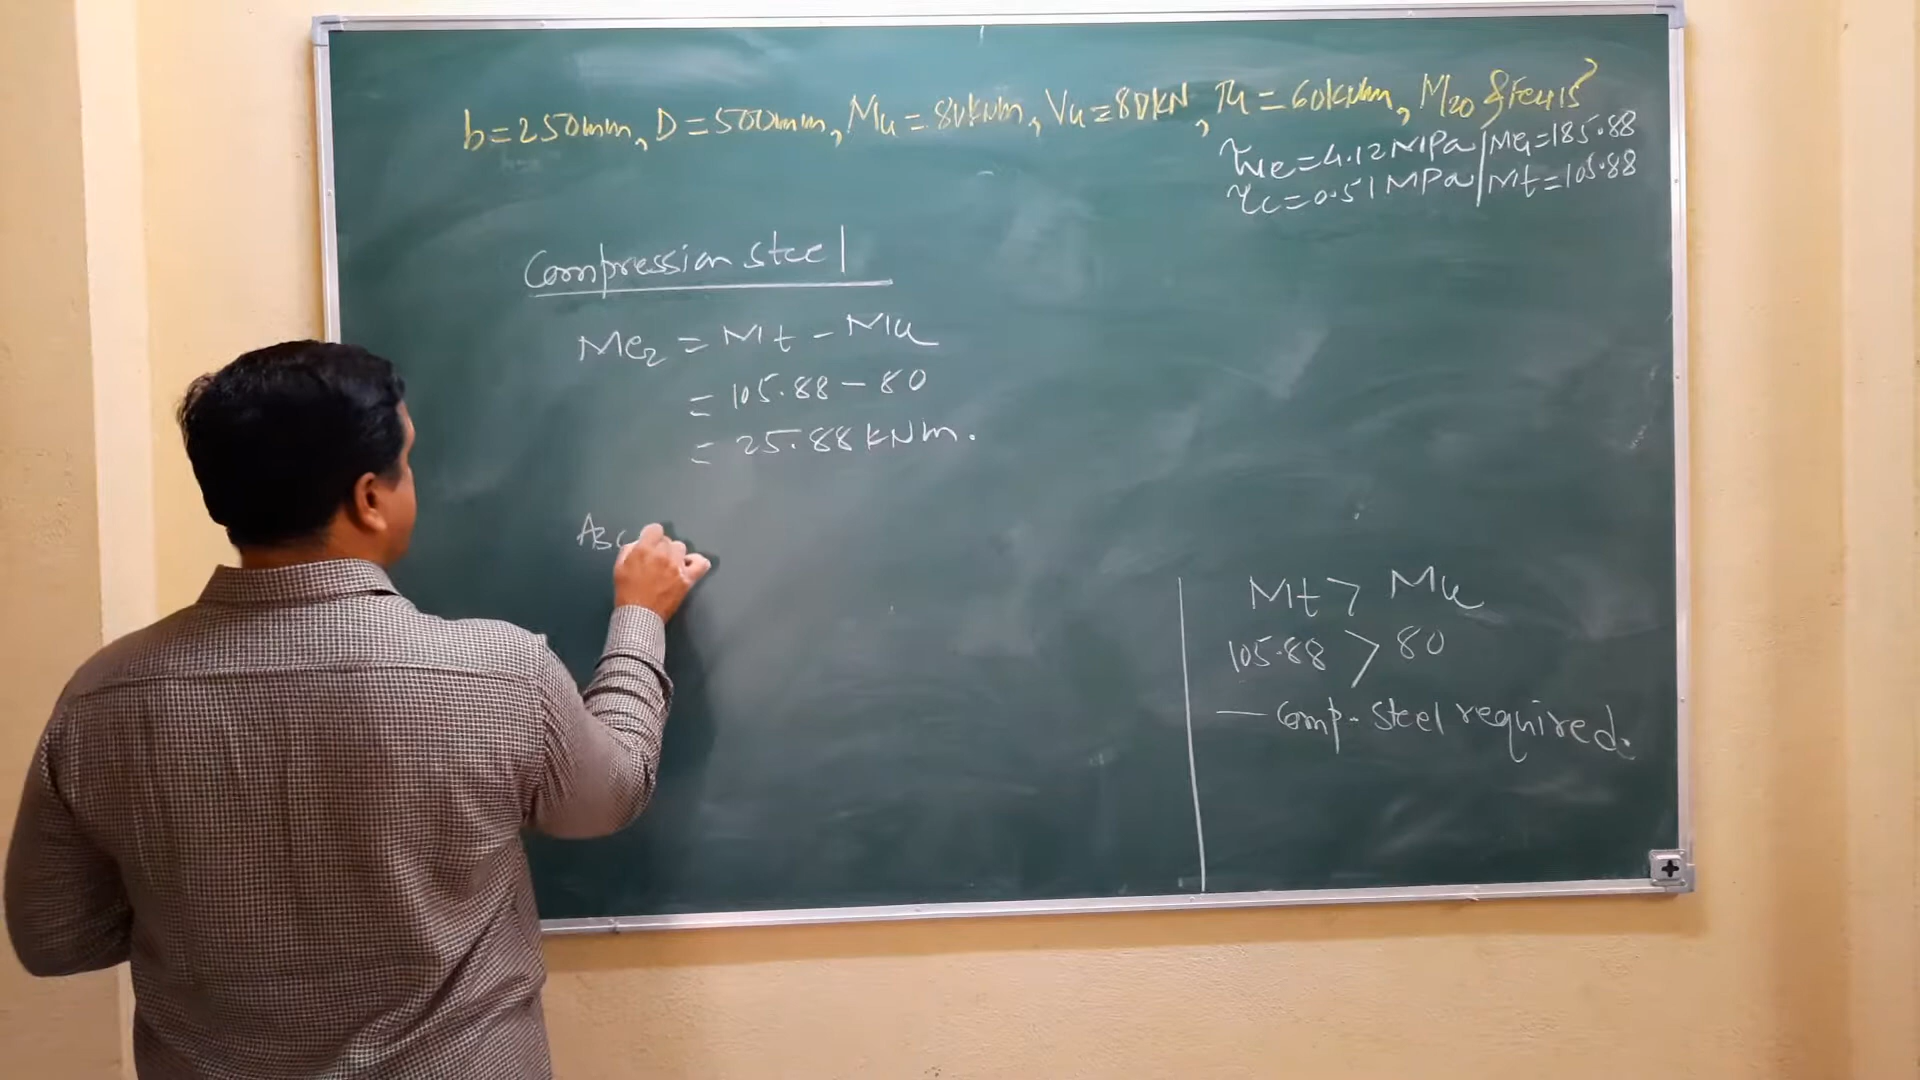 b=250mm, D=500mm, Mu=80kNm, Vu=80kN, Tu=60kNm, M20 & Fe415
τve=4.12MPa/Me1=185.88
τc=0.51MPa/Mt=105.88
Compression steel
Me2 = Mt - Mu
= 105.88 - 80
= 25.88 kNm.
Asc
Mt > Mu
105.88 > 80
— Comp. steel required.